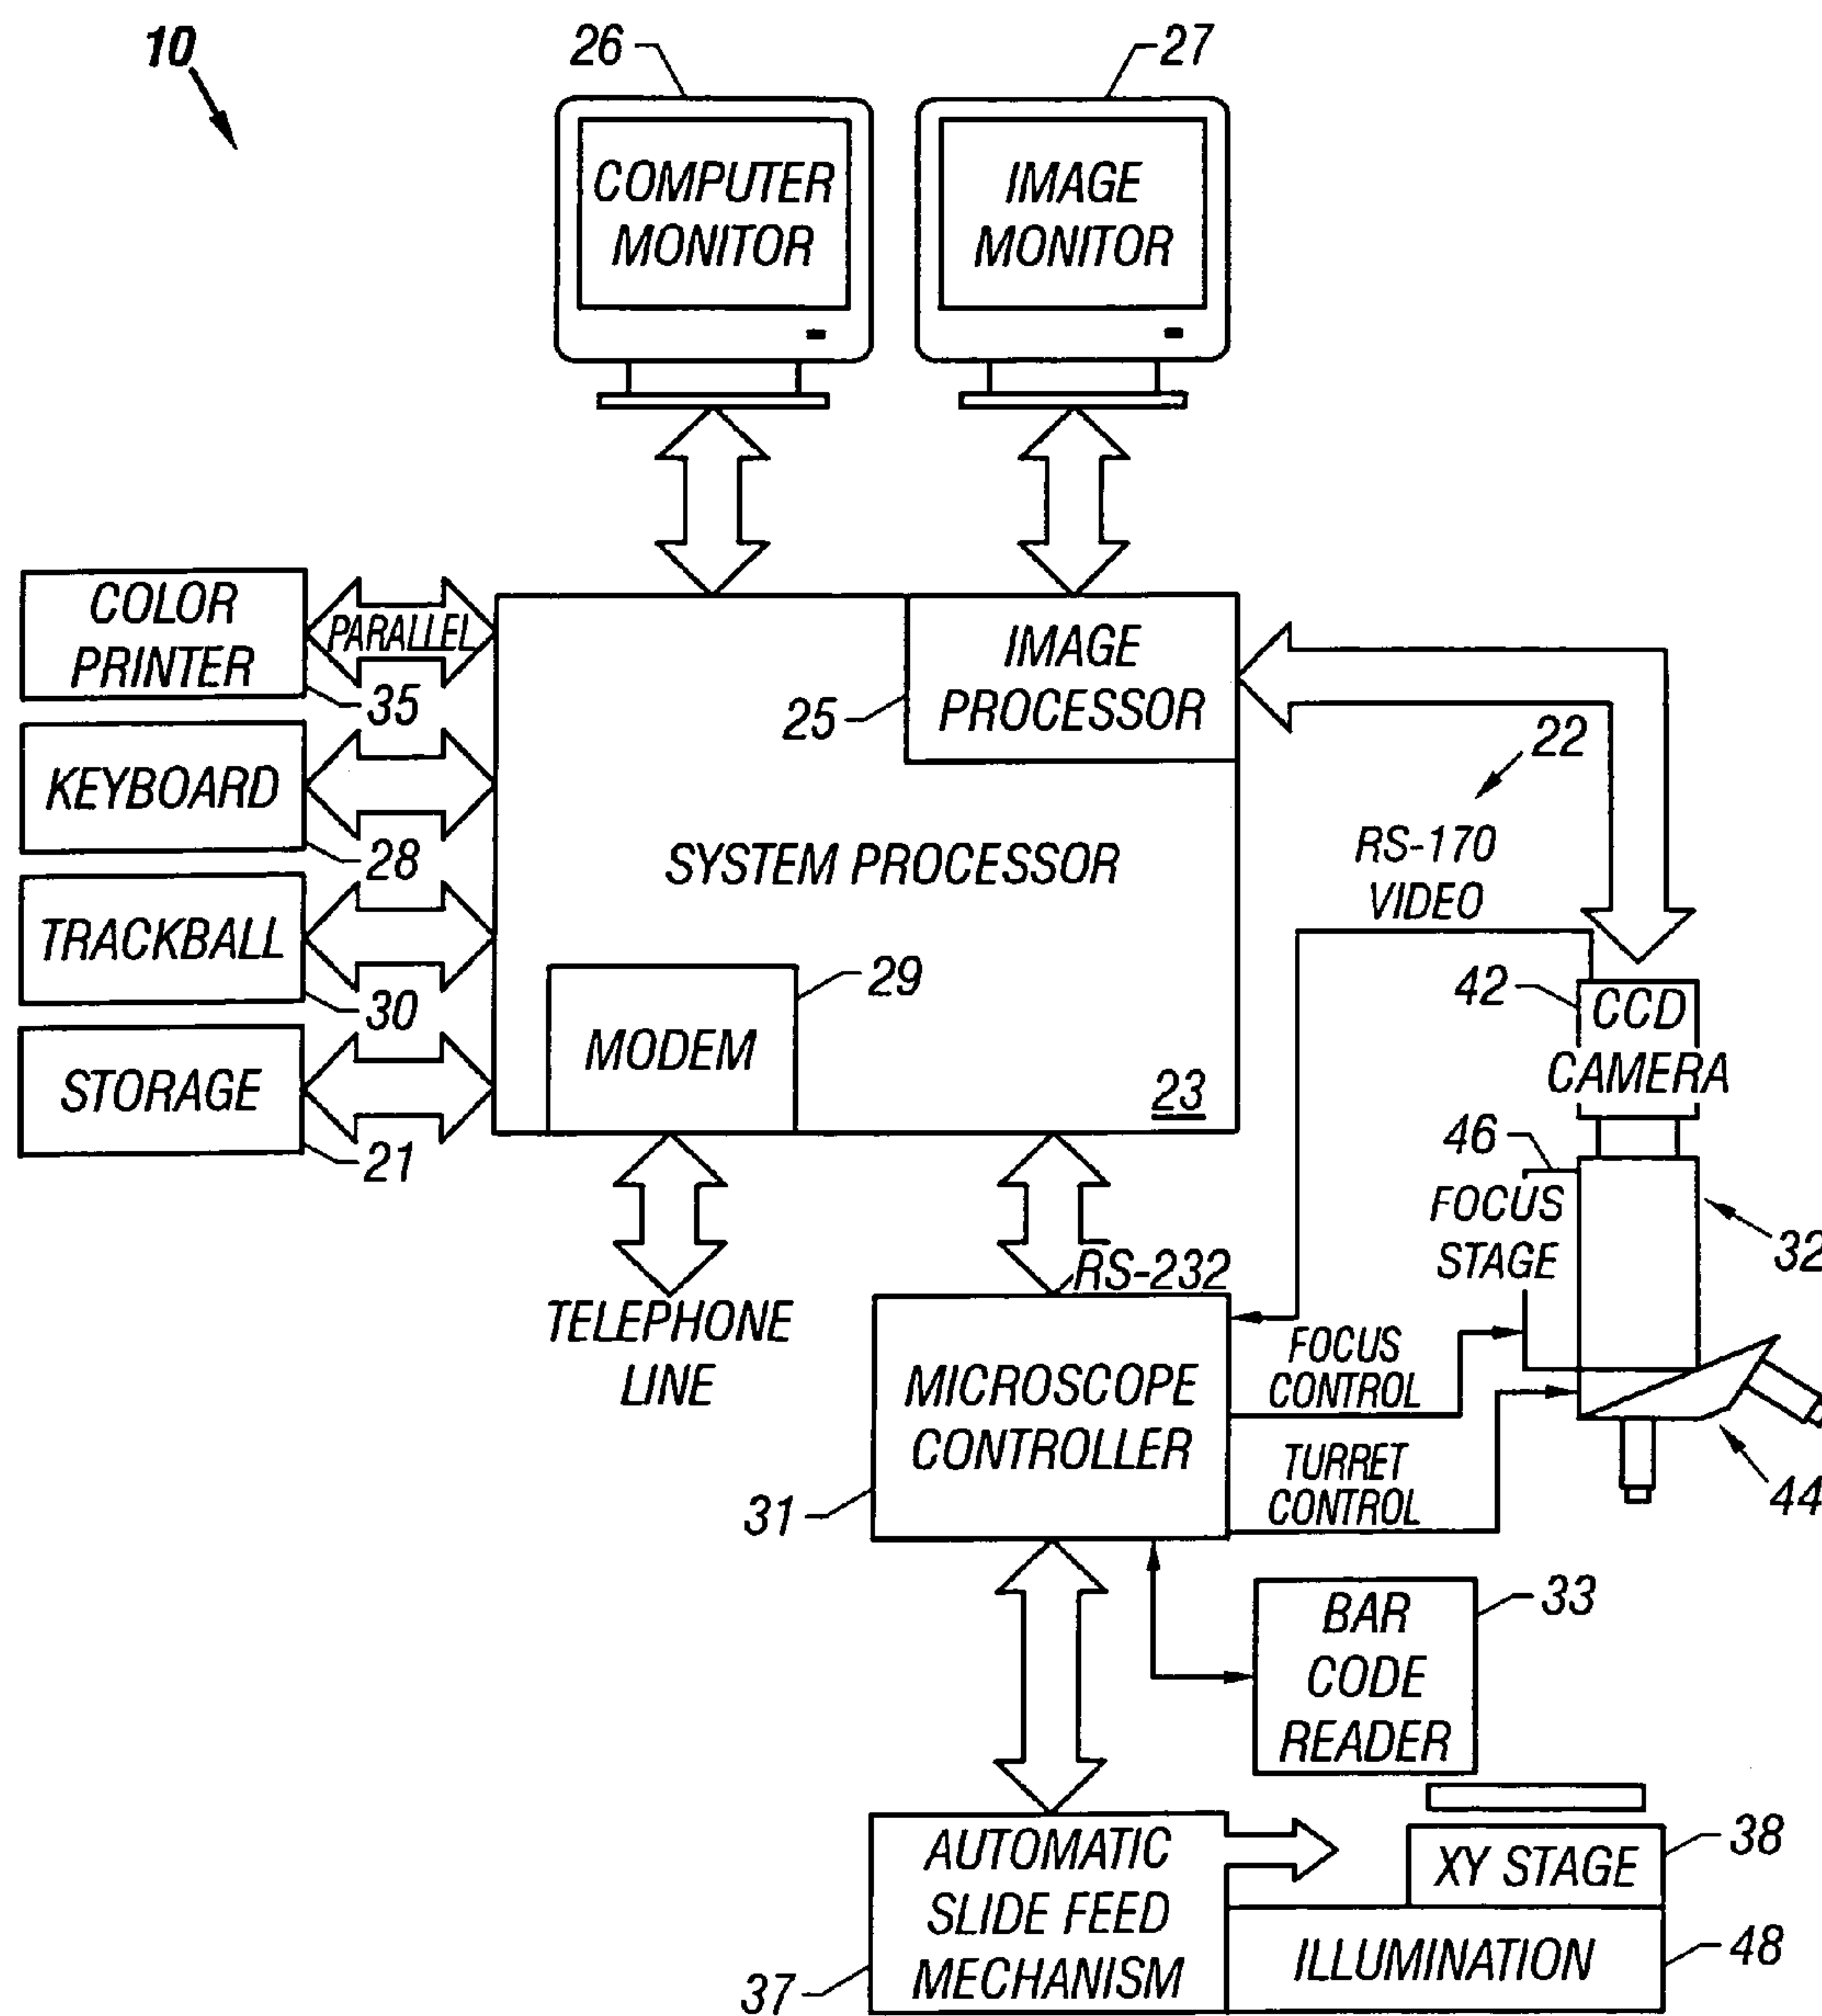 10
26
27
COMPUTER
MONITOR
IMAGE
MONITOR
COLOR
PRINTER
PARALLEL
35
KEYBOARD
28
TRACKBALL
30
STORAGE
21
IMAGE
PROCESSOR
25
SYSTEM PROCESSOR
MODEM
29
23
22
RS-170
VIDEO
42
CCD
CAMERA
46
FOCUS
STAGE
32
44
TELEPHONE
LINE
RS-232
MICROSCOPE
CONTROLLER
31
FOCUS
CONTROL
TURRET
CONTROL
BAR
CODE
READER
33
AUTOMATIC
SLIDE FEED
MECHANISM
37
XY STAGE
38
ILLUMINATION
48